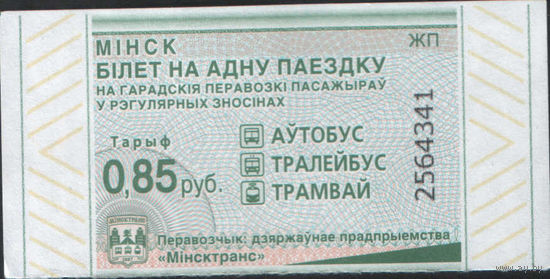 МІНСК
ЖП
БІЛЕТ НА АДНУ ПАЕЗДКУ
НА ГАРАДСКІЯ ПЕРАВОЗКІ ПАСАЖЫРАЎ
У РЭГУЛЯРНЫХ ЗНОСІНАХ
Тарыф
0,85 руб.
АЎТОБУС
ТРАЛЕЙБУС
ТРАМВАЙ
2564341
МІНСКТРАНС
Перавозчык: дзяржаўнае прадпрыемства
«Мінсктранс»